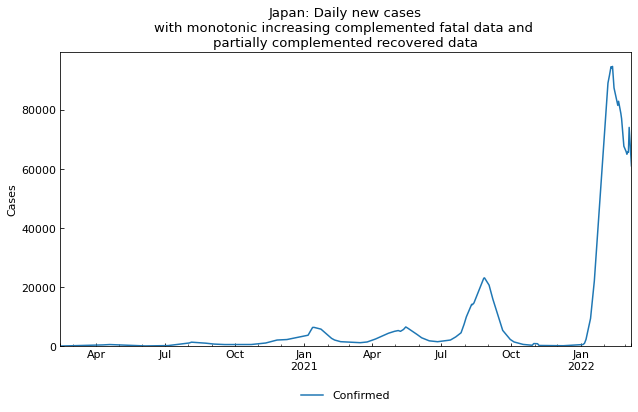 Japan: Daily new cases
with monotonic increasing complemented fatal data and
partially complemented recovered data
Cases
80000
60000
40000
20000
0
Apr
Jul
Oct
Jan
2021
Apr
Jul
Oct
Jan
2022
Confirmed